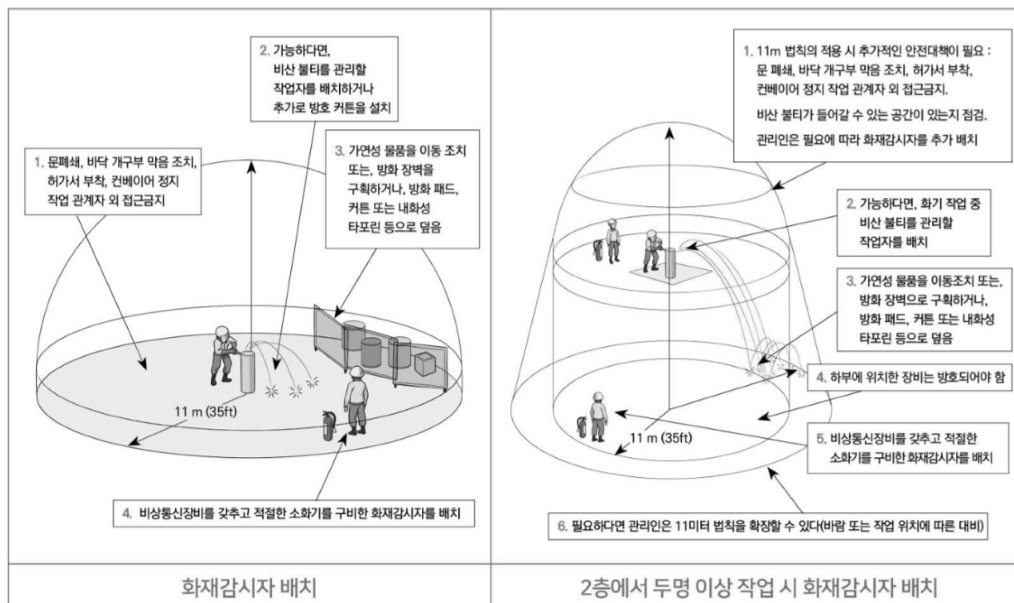 2. 가능하다면,
비산 불티를 관리할
작업자를 배치하거나
추가로 방호 커튼을 설치
1. 문폐쇄, 바닥 개구부 막음 조치,
허가서 부착, 컨베이어 정지
작업 관계자 외 접근금지
3. 가연성 물품을 이동 조치
또는, 방화 장벽을
구획하거나, 방화 패드,
커튼 또는 내화성
타포린 등으로 덮음
11 m (35ft)
4. 비상통신장비를 갖추고 적절한 소화기를 구비한 화재감시자를 배치
화재감시자 배치
1. 11m 법칙의 적용 시 추가적인 안전대책이 필요 :
문 폐쇄, 바닥 개구부 막음 조치, 허가서 부착,
컨베이어 정지 작업 관계자 외 접근금지.
비산 불티가 들어갈 수 있는 공간이 있는지 점검.
관리인은 필요에 따라 화재감시자를 추가 배치
2. 가능하다면, 화기 작업 중
비산 불티를 관리할
작업자를 배치
3. 가연성 물품을 이동조치 또는,
방화 장벽으로 구획하거나,
방화 패드, 커튼 또는 내화성
타포린 등으로 덮음
4. 하부에 위치한 장비는 방호되어야 함
11 m (35ft)
5. 비상통신장비를 갖추고 적절한
소화기를 구비한 화재감시자를 배치
6. 필요하다면 관리인은 11미터 법칙을 확장할 수 있다(바람 또는 작업 위치에 따른 대비)
2층에서 두명 이상 작업 시 화재감시자 배치